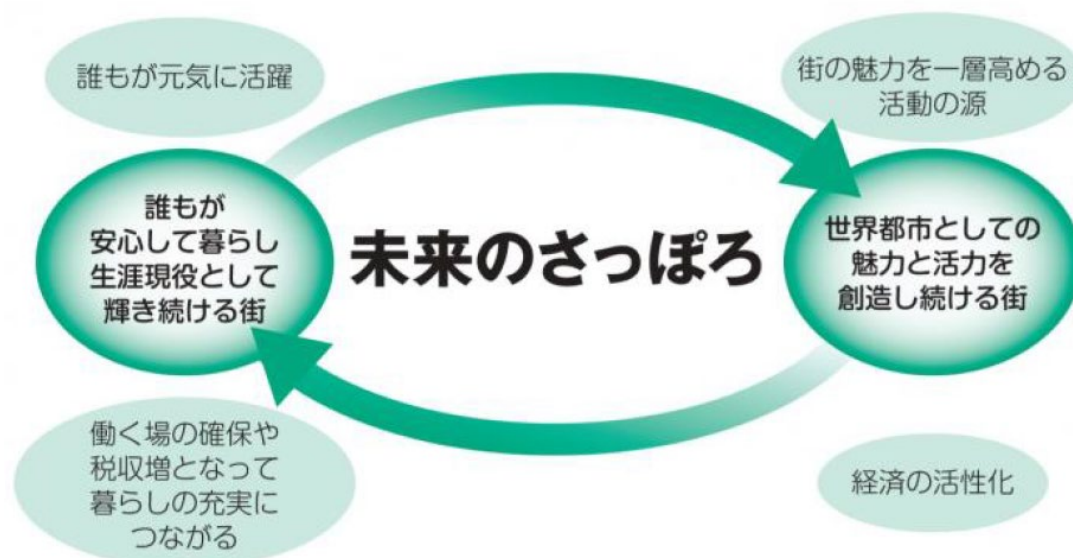 誰もが元気に活躍
街の魅力を一層高める
活動の源
誰もが
安心して暮らし
生涯現役として
輝き続ける街
未来のさっぽろ
世界都市としての
魅力と活力を
創造し続ける街
働く場の確保や
税収増となって
暮らしの充実に
つながる
経済の活性化